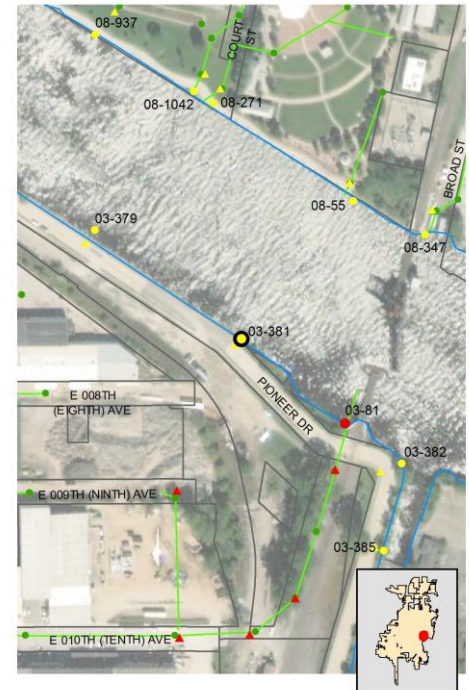 08-937
COURT
ST
08-1042
08-271
BROAD ST
08-55
03-379
08-347
03-381
PIONEER DR
E 008TH
(EIGHTH) AVE
03-81
03-382
E 009TH (NINTH) AVE
03-385
E 010TH (TENTH) AVE